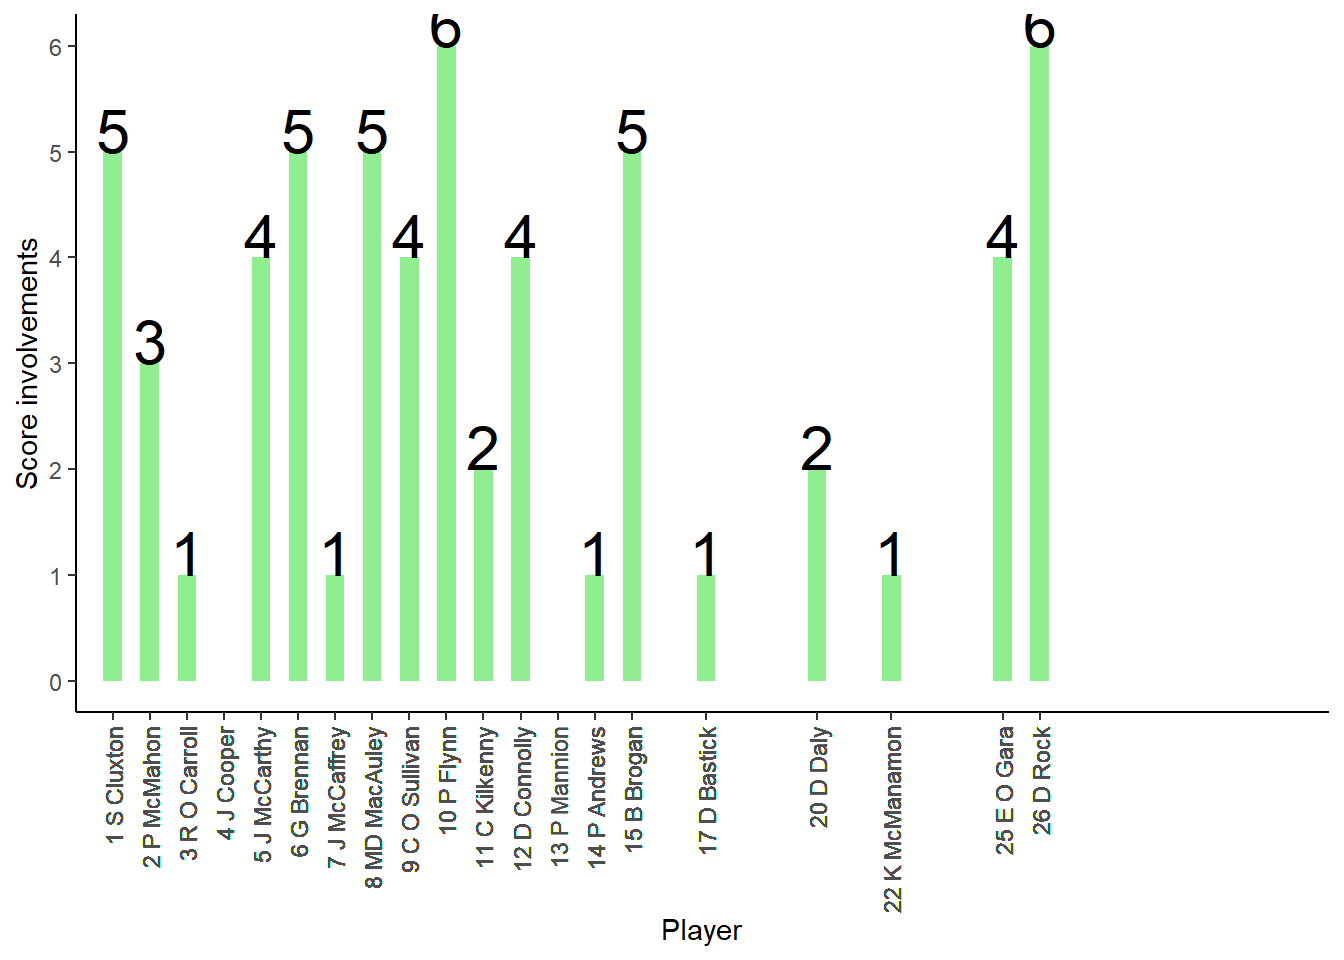 6
5
4
3
2
1
0
Score involvements
5
3
1
4
5
1
5
4
6
2
4
1
5
1
2
1
4
6
1 S Cluxton
2 P McMahon
3 R O Carroll
4 J Cooper
5 J McCarthy
6 G Brennan
7 J McCaffrey
8 MD MacAuley
9 C O Sullivan
10 P Flynn
11 C Kilkenny
12 D Connolly
13 P Mannion
14 P Andrews
15 B Brogan
17 D Bastick
20 D Daly
22 K McManamon
25 E O Gara
26 D Rock
Player